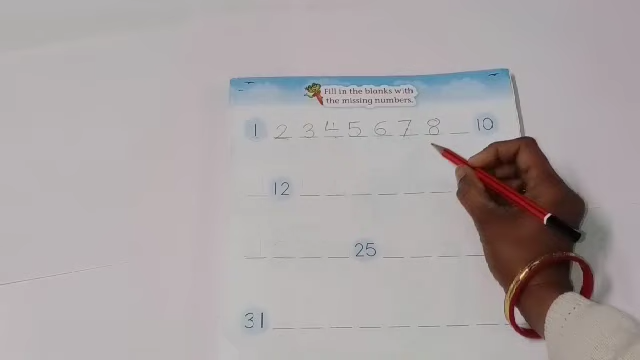 Fill in the blanks with
the missing numbers.
1 2 3 4 5 6 7 8 _ 10
_ 12 _ _ _ _ _ _
_ _ _ _ 25 _ _ _ _
31 _ _ _ _ _ _ _ _ _